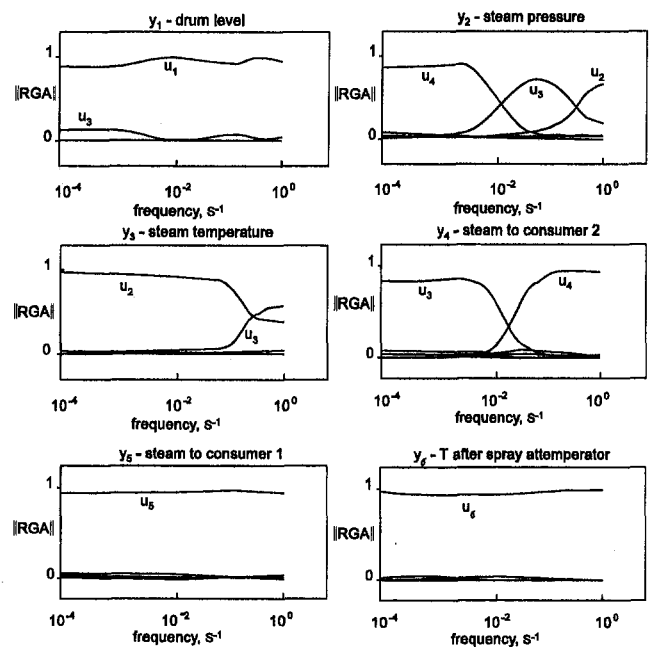 y₁ - drum level
1
||RGA||
u₁
u₃
0
10⁻⁴ 10⁻² 10⁰
frequency, s⁻¹
y₂ - steam pressure
1
||RGA||
u₄
u₃
u₂
0
10⁻⁴ 10⁻² 10⁰
frequency, s⁻¹
y₃ - steam temperature
1
||RGA||
u₂
u₃
0
10⁻⁴ 10⁻² 10⁰
frequency, s⁻¹
y₄ - steam to consumer 2
1
||RGA||
u₃
u₄
0
10⁻⁴ 10⁻² 10⁰
frequency, s⁻¹
y₅ - steam to consumer 1
1
||RGA||
u₅
0
10⁻⁴ 10⁻² 10⁰
frequency, s⁻¹
y₆ - T after spray attemperator
1
||RGA||
u₆
0
10⁻⁴ 10⁻² 10⁰
frequency, s⁻¹